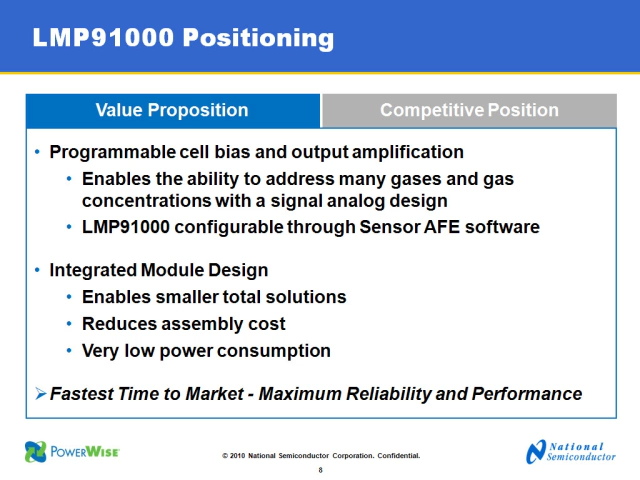 LMP91000 Positioning
Value Proposition
Competitive Position
• Programmable cell bias and output amplification
• Enables the ability to address many gases and gas
concentrations with a signal analog design
• LMP91000 configurable through Sensor AFE software
• Integrated Module Design
• Enables smaller total solutions
• Reduces assembly cost
• Very low power consumption
➢ Fastest Time to Market - Maximum Reliability and Performance
POWERWISE®
© 2010 National Semiconductor Corporation. Confidential.
National
Semiconductor
8